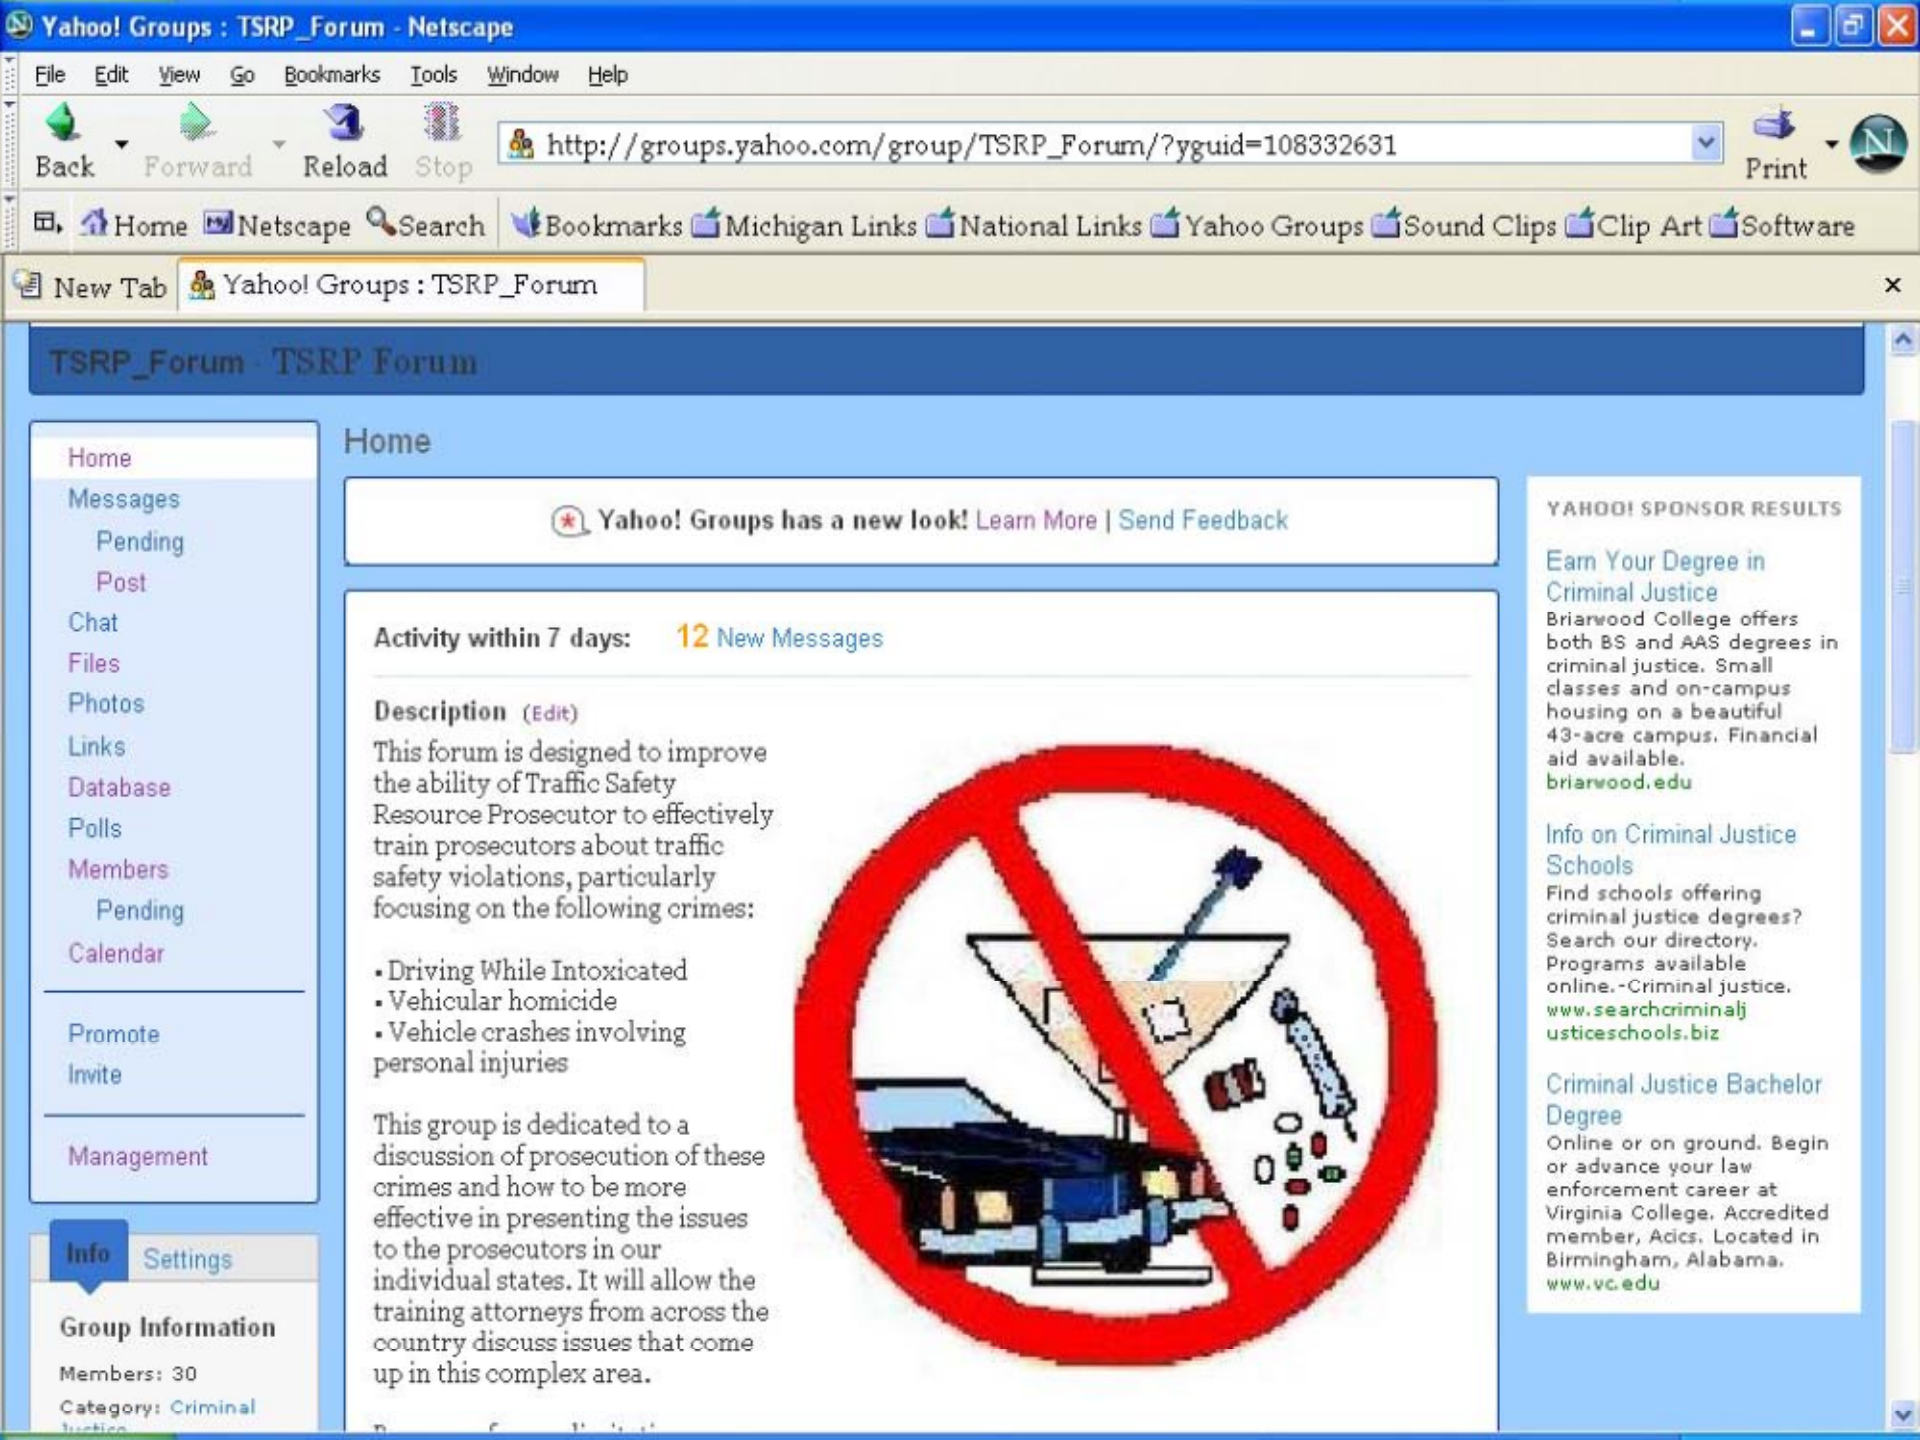 Yahoo! Groups : TSRP_Forum - Netscape
File Edit View Go Bookmarks Tools Window Help
Back Forward Reload Stop http://groups.yahoo.com/group/TSRP_Forum/?yguid=108332631 Print
Home Netscape Search Bookmarks Michigan Links National Links Yahoo Groups Sound Clips Clip Art Software
New Tab Yahoo! Groups : TSRP_Forum
TSRP_Forum - TSRP Forum
Home
Messages
Pending
Post
Chat
Files
Photos
Links
Database
Polls
Members
Pending
Calendar
Promote
Invite
Management
Info Settings
Group Information
Members: 30
Category: Criminal
Justice
Home
Yahoo! Groups has a new look! Learn More | Send Feedback
Activity within 7 days: 12 New Messages
Description (Edit)
This forum is designed to improve
the ability of Traffic Safety
Resource Prosecutor to effectively
train prosecutors about traffic
safety violations, particularly
focusing on the following crimes:
• Driving While Intoxicated
• Vehicular homicide
• Vehicle crashes involving
personal injuries
This group is dedicated to a
discussion of prosecution of these
crimes and how to be more
effective in presenting the issues
to the prosecutors in our
individual states. It will allow the
training attorneys from across the
country discuss issues that come
up in this complex area.
YAHOO! SPONSOR RESULTS
Earn Your Degree in
Criminal Justice
Briarwood College offers
both BS and AAS degrees in
criminal justice. Small
classes and on-campus
housing on a beautiful
43-acre campus. Financial
aid available.
briarwood.edu
Info on Criminal Justice
Schools
Find schools offering
criminal justice degrees?
Search our directory.
Programs available
online.-Criminal justice.
www.searchcriminalj
usticeschools.biz
Criminal Justice Bachelor
Degree
Online or on ground. Begin
or advance your law
enforcement career at
Virginia College. Accredited
member, Acics. Located in
Birmingham, Alabama.
www.vc.edu